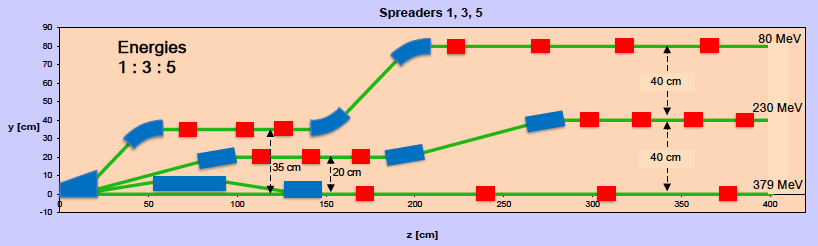 Spreaders 1, 3, 5
90
80
70
60
50
40
30
20
10
0
-10
y [cm]
Energies
1 : 3 : 5
80 MeV
40 cm
230 MeV
40 cm
35 cm
20 cm
379 MeV
0
50
100
150
200
250
300
350
400
z [cm]